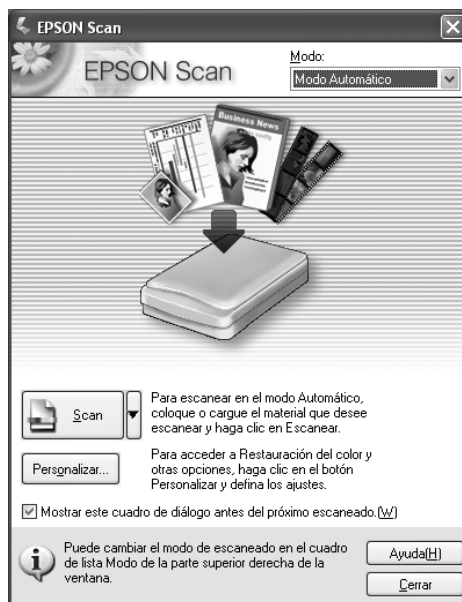 EPSON Scan
EPSON Scan
Modo:
Modo Automático
Business News
Scan
Para escanear en el modo Automático,
coloque o cargue el material que desee
escanear y haga clic en Escanear.
Personalizar...
Para acceder a Restauración del color y
otras opciones, haga clic en el botón
Personalizar y defina los ajustes.
Mostrar este cuadro de diálogo antes del próximo escaneado.(W)
Puede cambiar el modo de escaneado en el cuadro
de lista Modo de la parte superior derecha de la
ventana.
Ayuda(H)
Cerrar